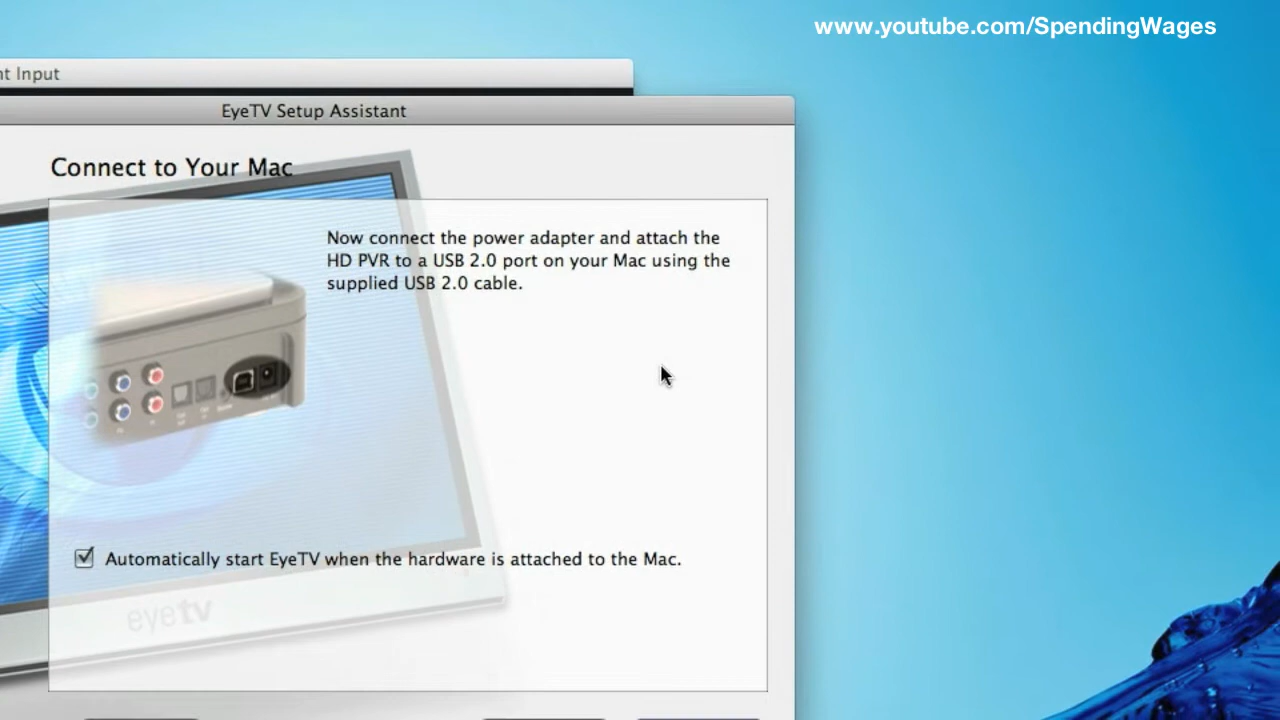 www.youtube.com/SpendingWages
nt Input
EyeTV Setup Assistant
Connect to Your Mac
Now connect the power adapter and attach the
HD PVR to a USB 2.0 port on your Mac using the
supplied USB 2.0 cable.
Automatically start EyeTV when the hardware is attached to the Mac.
eyetv